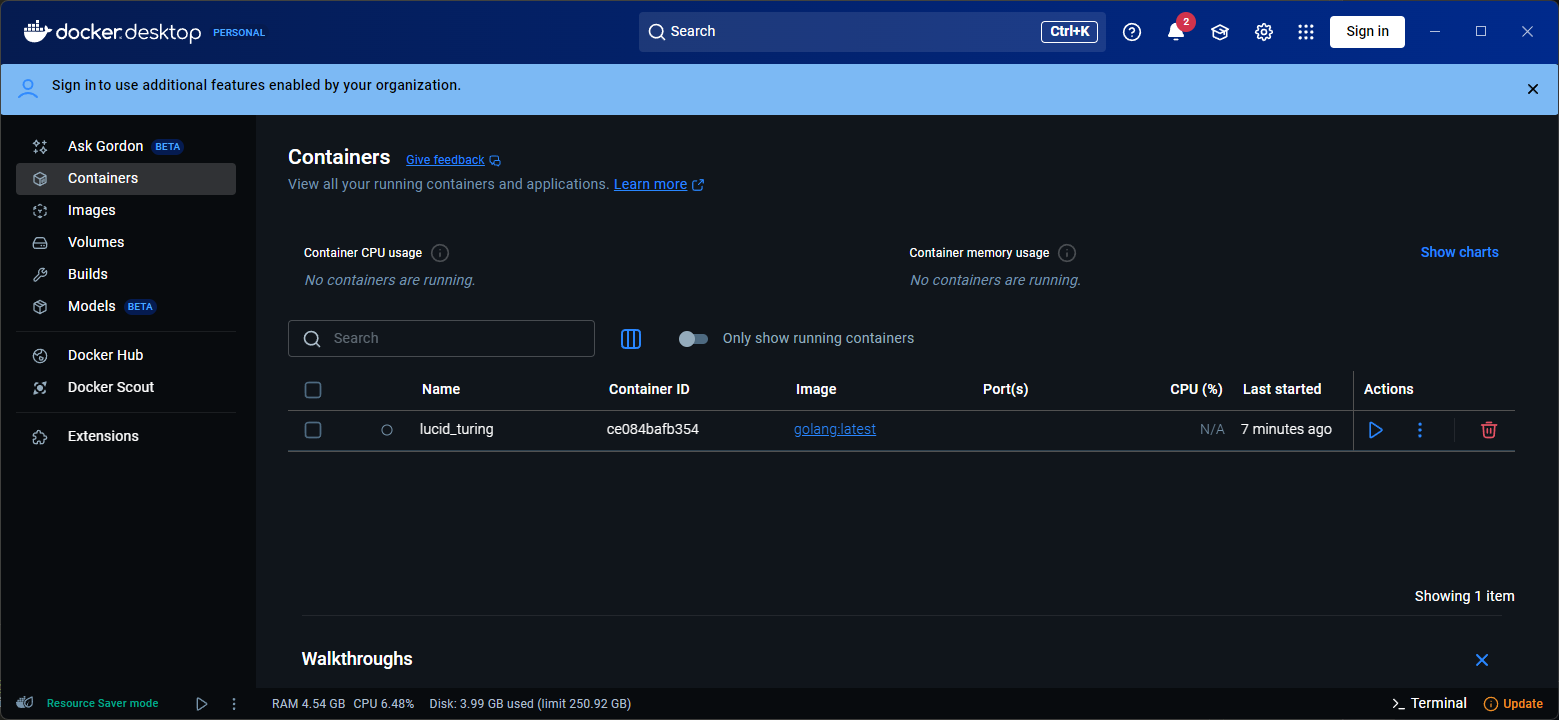 docker.desktop PERSONAL Search Ctrl+K 2 Sign in
Sign in to use additional features enabled by your organization.
Ask Gordon BETA
Containers
Images
Volumes
Builds
Models BETA
Docker Hub
Docker Scout
Extensions
Containers Give feedback
View all your running containers and applications. Learn more
Container CPU usage
No containers are running.
Container memory usage
No containers are running.
Show charts
Search
Only show running containers
Name Container ID Image Port(s) CPU (%) Last started Actions
lucid_turing ce084bafb354 golang:latest N/A 7 minutes ago
Showing 1 item
Walkthroughs
Resource Saver mode RAM 4.54 GB CPU 6.48% Disk: 3.99 GB used (limit 250.92 GB) >_ Terminal Update